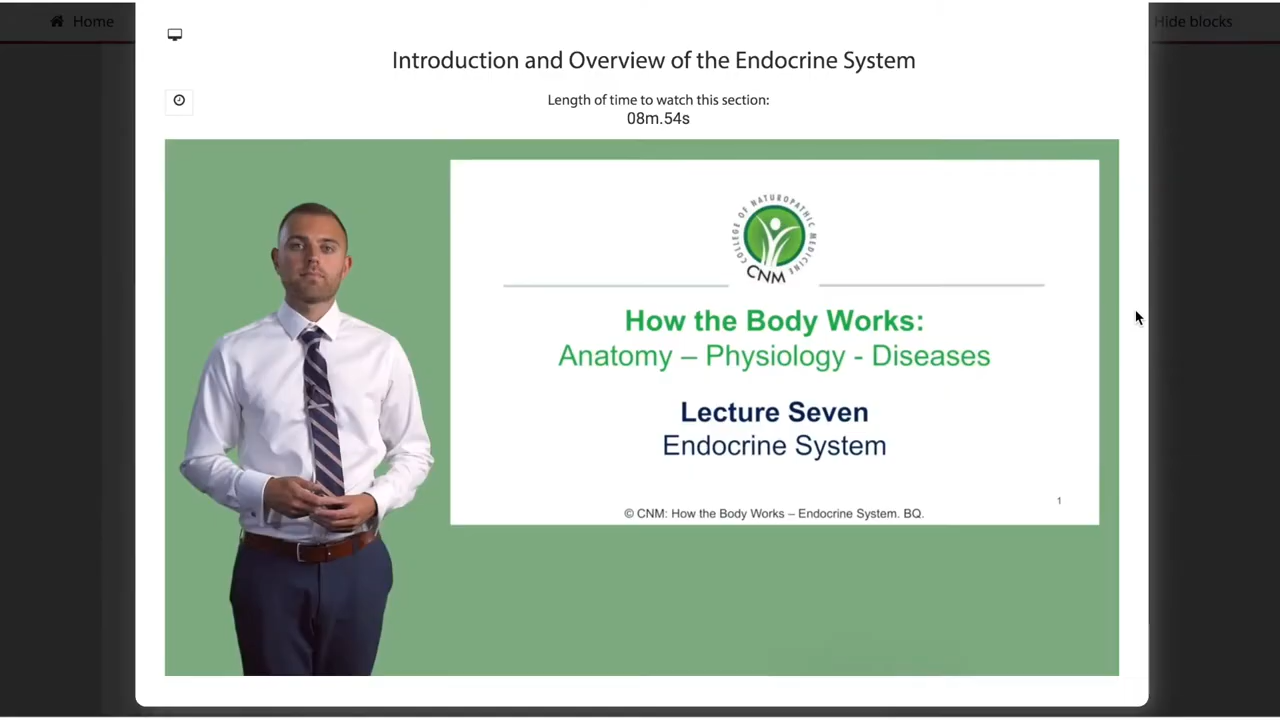 Home
Hide blocks
Introduction and Overview of the Endocrine System
Length of time to watch this section:
08m.54s
COLLEGE OF NATUROPATHIC MEDICINE
CNM
How the Body Works:
Anatomy – Physiology - Diseases
Lecture Seven
Endocrine System
1
© CNM: How the Body Works – Endocrine System. BQ.